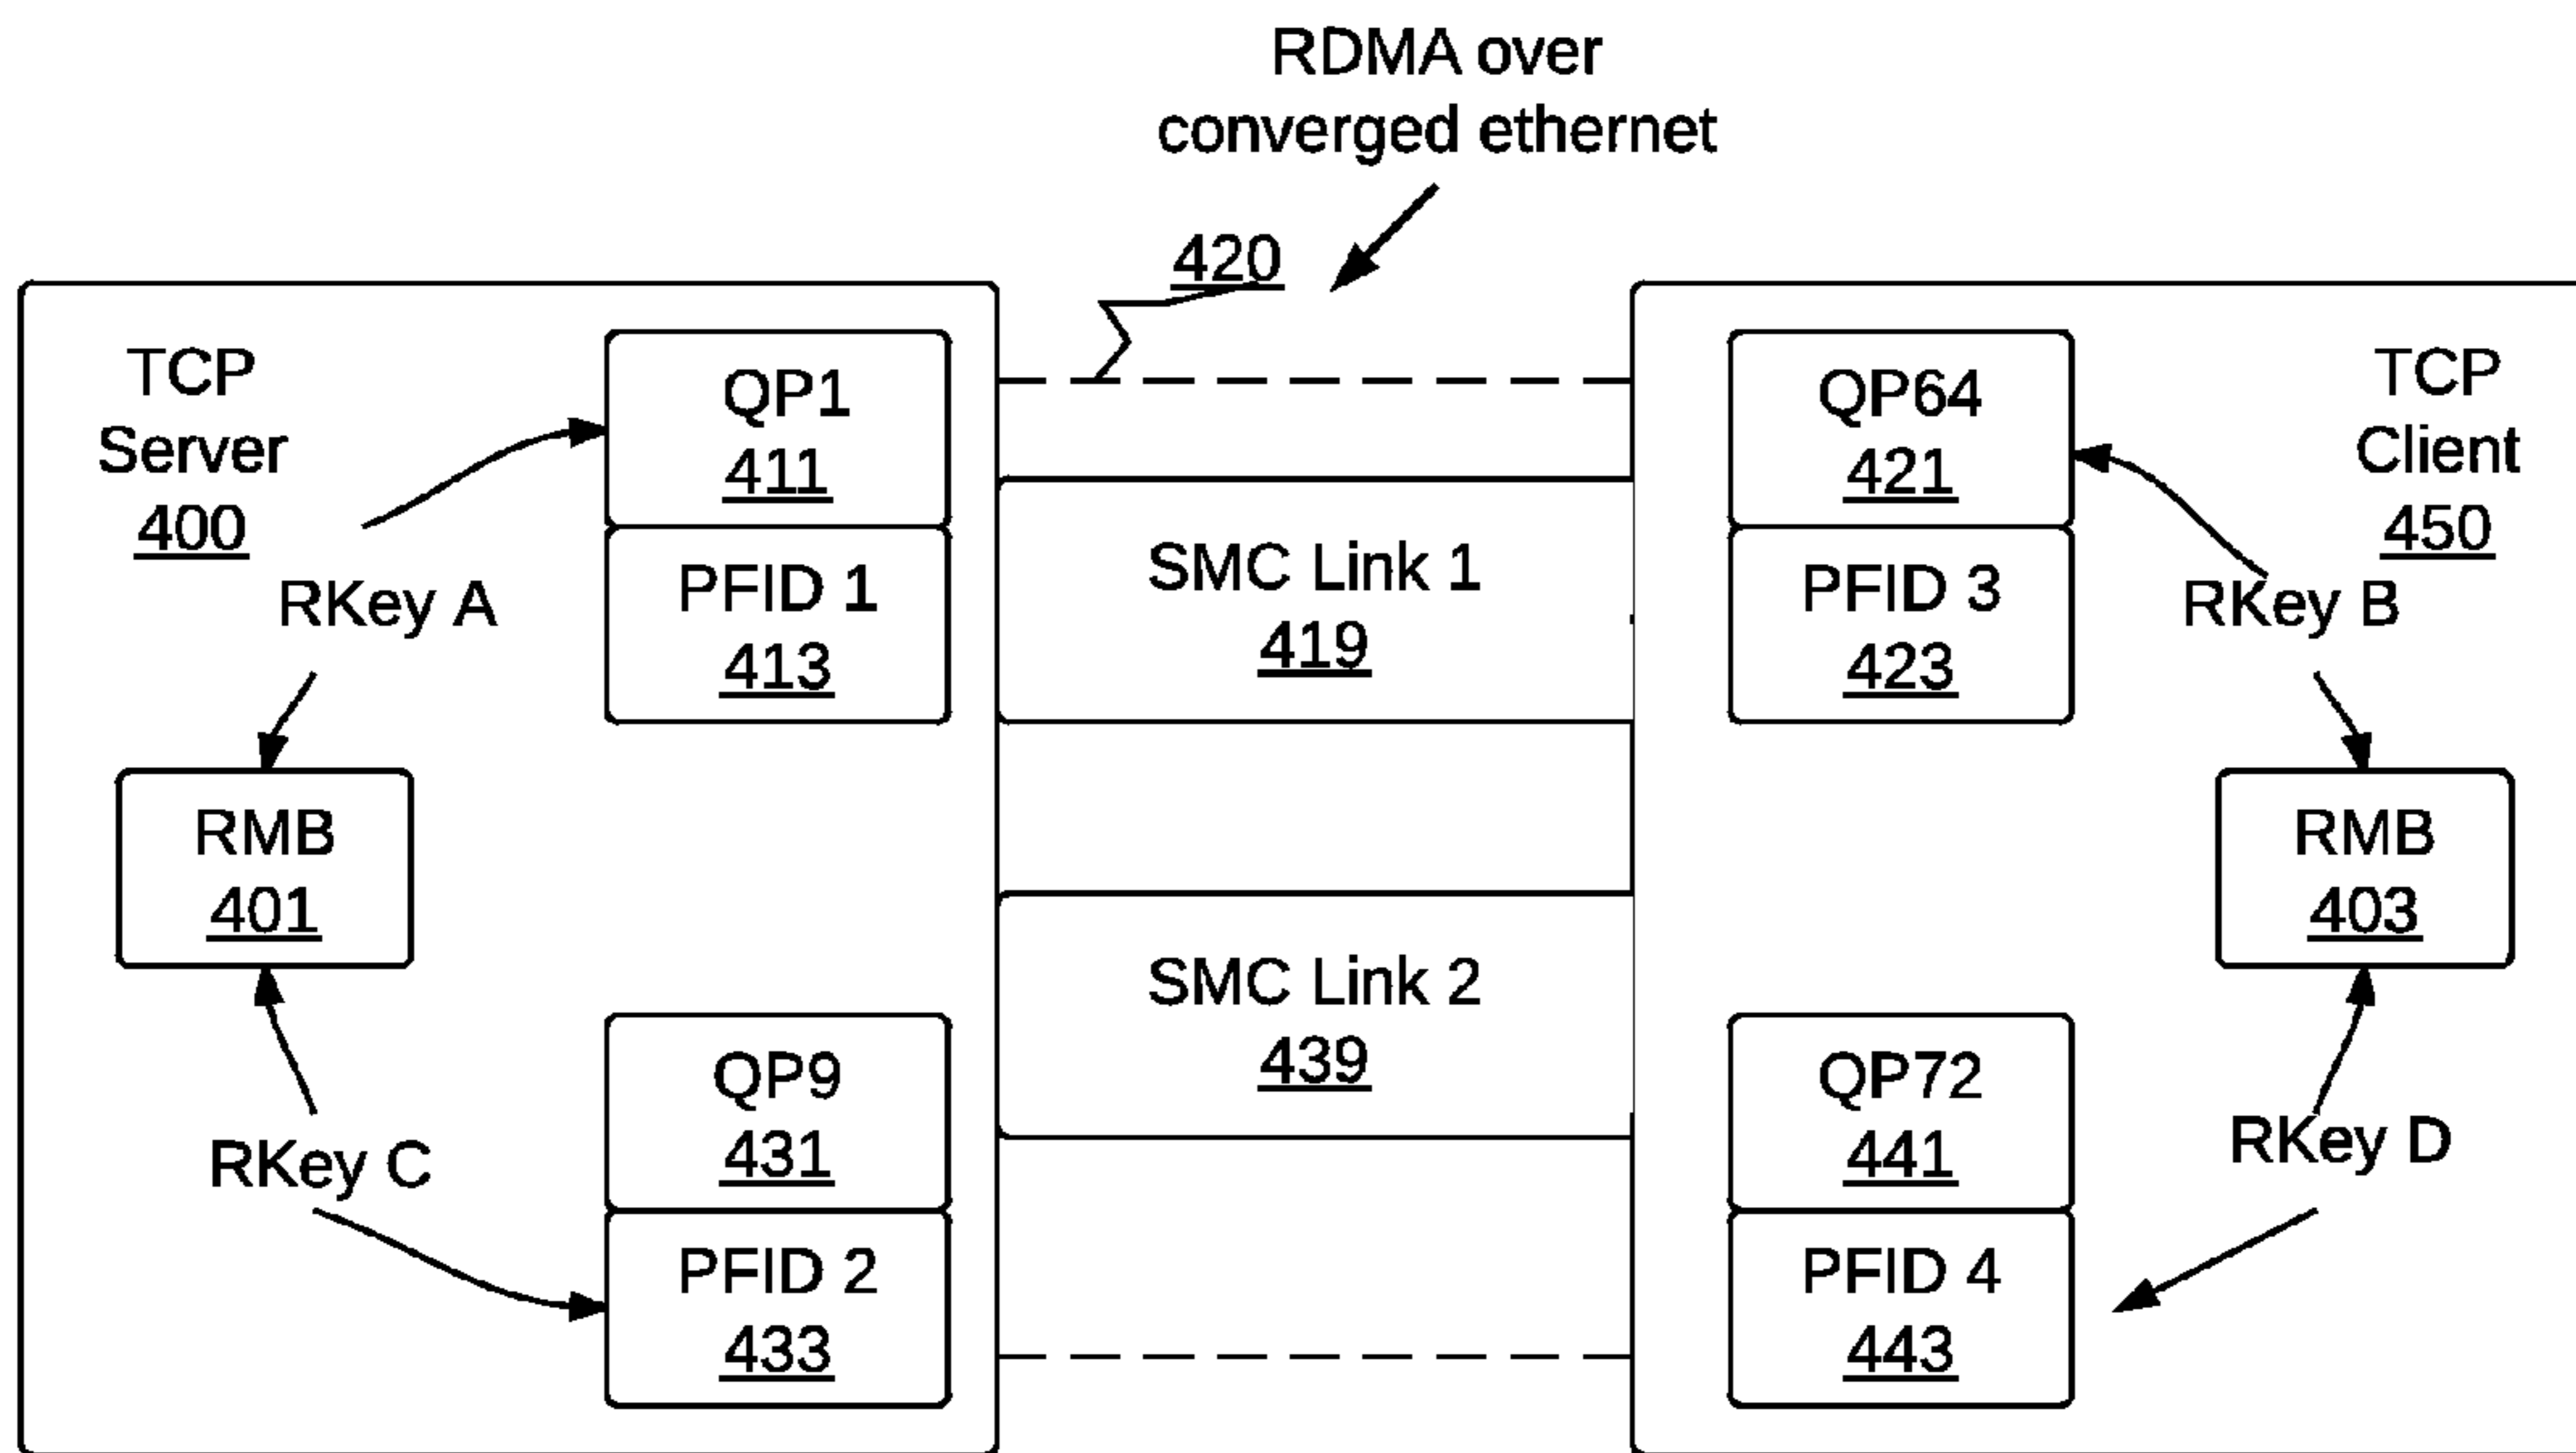 RDMA over
converged ethernet
420
TCP
Server
400
QP1
411
PFID 1
413
RKey A
RMB
401
RKey C
QP9
431
PFID 2
433
SMC Link 1
419
SMC Link 2
439
QP64
421
PFID 3
423
TCP
Client
450
RKey B
RMB
403
RKey D
QP72
441
PFID 4
443